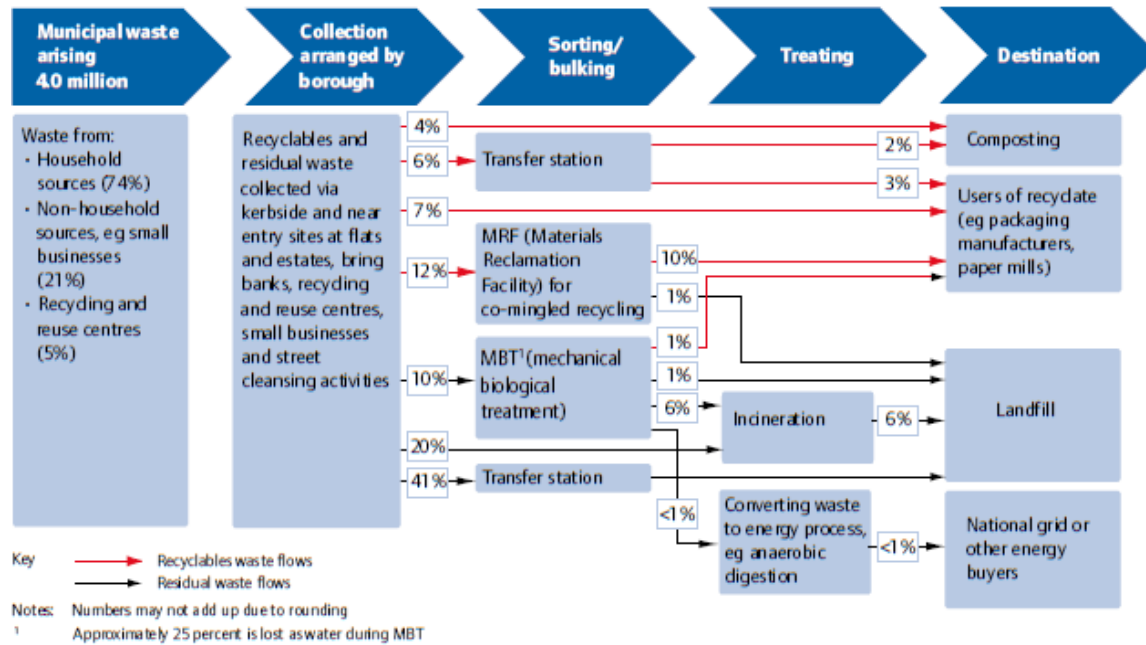 Municipal waste
arising
4.0 million
Collection
arranged by
borough
Sorting/
bulking
Treating
Destination
Waste from:
• Household
sources (74%)
• Non-household
sources, eg small
businesses
(21%)
• Recycling and
reuse centres
(5%)
Recyclables and
residual waste
collected via
kerbside and near
entry sites at flats
and estates, bring
banks, recycling
and reuse centres,
small businesses
and street
cleansing activities
4%
6%
7%
12%
10%
20%
41%
Transfer station
MRF (Materials
Reclamation
Facility) for
co-mingled recycling
MBT¹ (mechanical
biological
treatment)
Transfer station
10%
1%
1%
1%
6%
<1%
2%
3%
Incineration
6%
Converting waste
to energy process,
eg anaerobic
digestion
<1%
Composting
Users of recyclate
(eg packaging
manufacturers,
paper mills)
Landfill
National grid or
other energy
buyers
Key
Recyclables waste flows
Residual waste flows
Notes: Numbers may not add up due to rounding
¹ Approximately 25 percent is lost as water during MBT